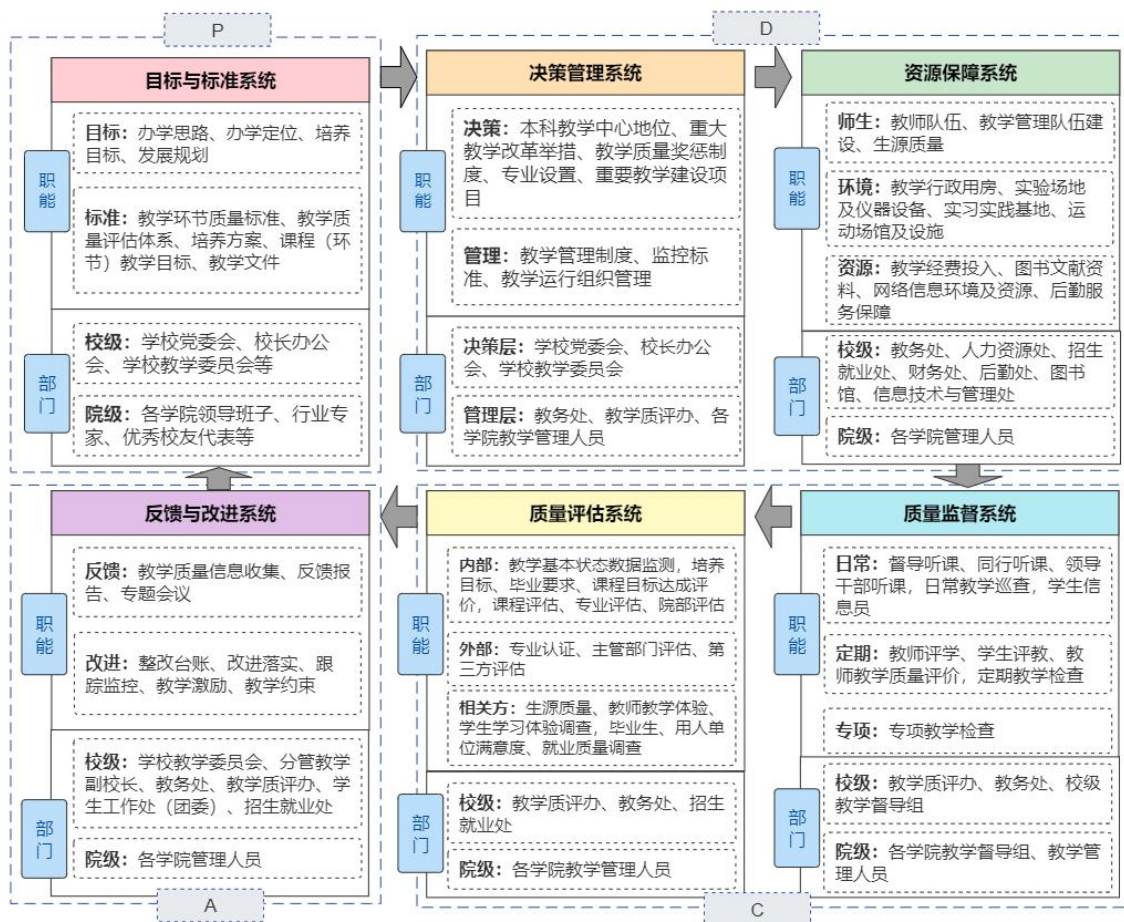 P
目标与标准系统
职能
目标：办学思路、办学定位、培养
目标、发展规划
标准：教学环节质量标准、教学质
量评估体系、培养方案、课程（环
节）教学目标、教学文件
部门
校级：学校党委会、校长办公
会、学校教学委员会等
院级：各学院领导班子、行业专
家、优秀校友代表等
D
决策管理系统
职能
决策：本科教学中心地位、重大
教学改革举措、教学质量奖惩制
度、专业设置、重要教学建设项
目
管理：教学管理制度、监控标
准、教学运行组织管理
部门
决策层：学校党委会、校长办公
会、学校教学委员会
管理层：教务处、教学质评办、各
学院教学管理人员
资源保障系统
职能
师生：教师队伍、教学管理队伍建
设、生源质量
环境：教学行政用房、实验场地
及仪器设备、实习实践基地、运
动场馆及设施
资源：教学经费投入、图书文献资
料、网络信息环境及资源、后勤服
务保障
部门
校级：教务处、人力资源处、招生
就业处、财务处、后勤处、图书
馆、信息技术与管理处
院级：各学院管理人员
反馈与改进系统
职能
反馈：教学质量信息收集、反馈报
告、专题会议
改进：整改台账、改进落实、跟
踪监控、教学激励、教学约束
部门
校级：学校教学委员会、分管教学
副校长、教务处、教学质评办、学
生工作处（团委）、招生就业处
院级：各学院管理人员
A
质量评估系统
职能
内部：教学基本状态数据监测，培养
目标、毕业要求、课程目标达成评
价，课程评估、专业评估、院部评估
外部：专业认证、主管部门评估、第
三方评估
相关方：生源质量、教师教学体验、
学生学习体验调查，毕业生、用人单
位满意度、就业质量调查
部门
校级：教学质评办、教务处、招生
就业处
院级：各学院教学管理人员
质量监督系统
职能
日常：督导听课、同行听课、领导
干部听课，日常教学巡查，学生信
息员
定期：教师评学、学生评教、教
师教学质量评价，定期教学检查
专项：专项教学检查
部门
校级：教学质评办、教务处、校级
教学督导组
院级：各学院教学督导组、教学管
理人员
C